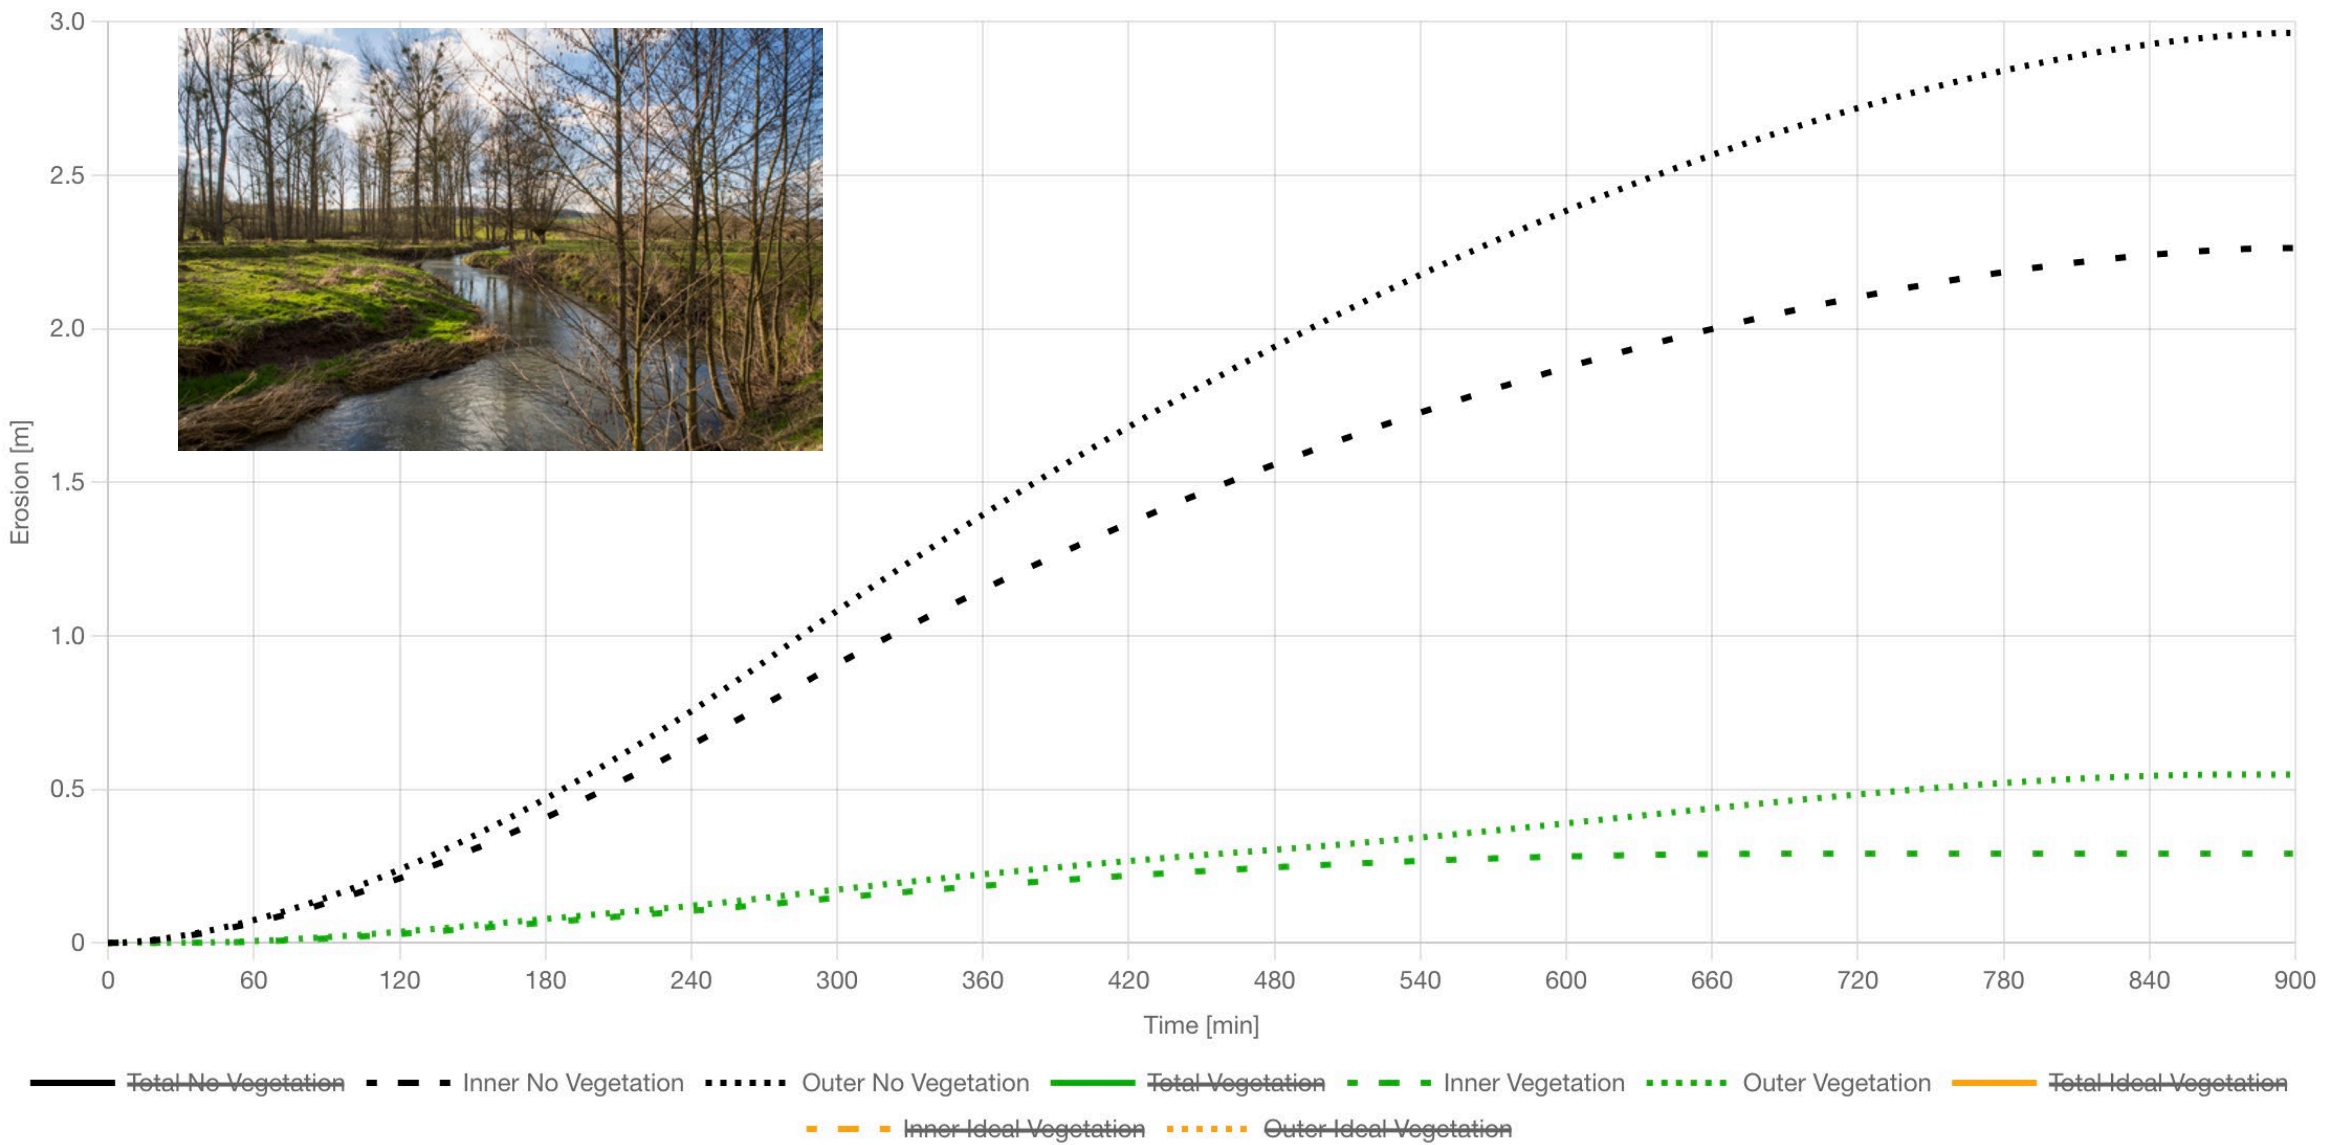 3.0
2.5
2.0
1.5
1.0
0.5
0
Erosion [m]
0 60 120 180 240 300 360 420 480 540 600 660 720 780 840 900
Time [min]
Total No Vegetation Inner No Vegetation Outer No Vegetation Total Vegetation Inner Vegetation Outer Vegetation Total Ideal Vegetation
Inner Ideal Vegetation Outer Ideal Vegetation